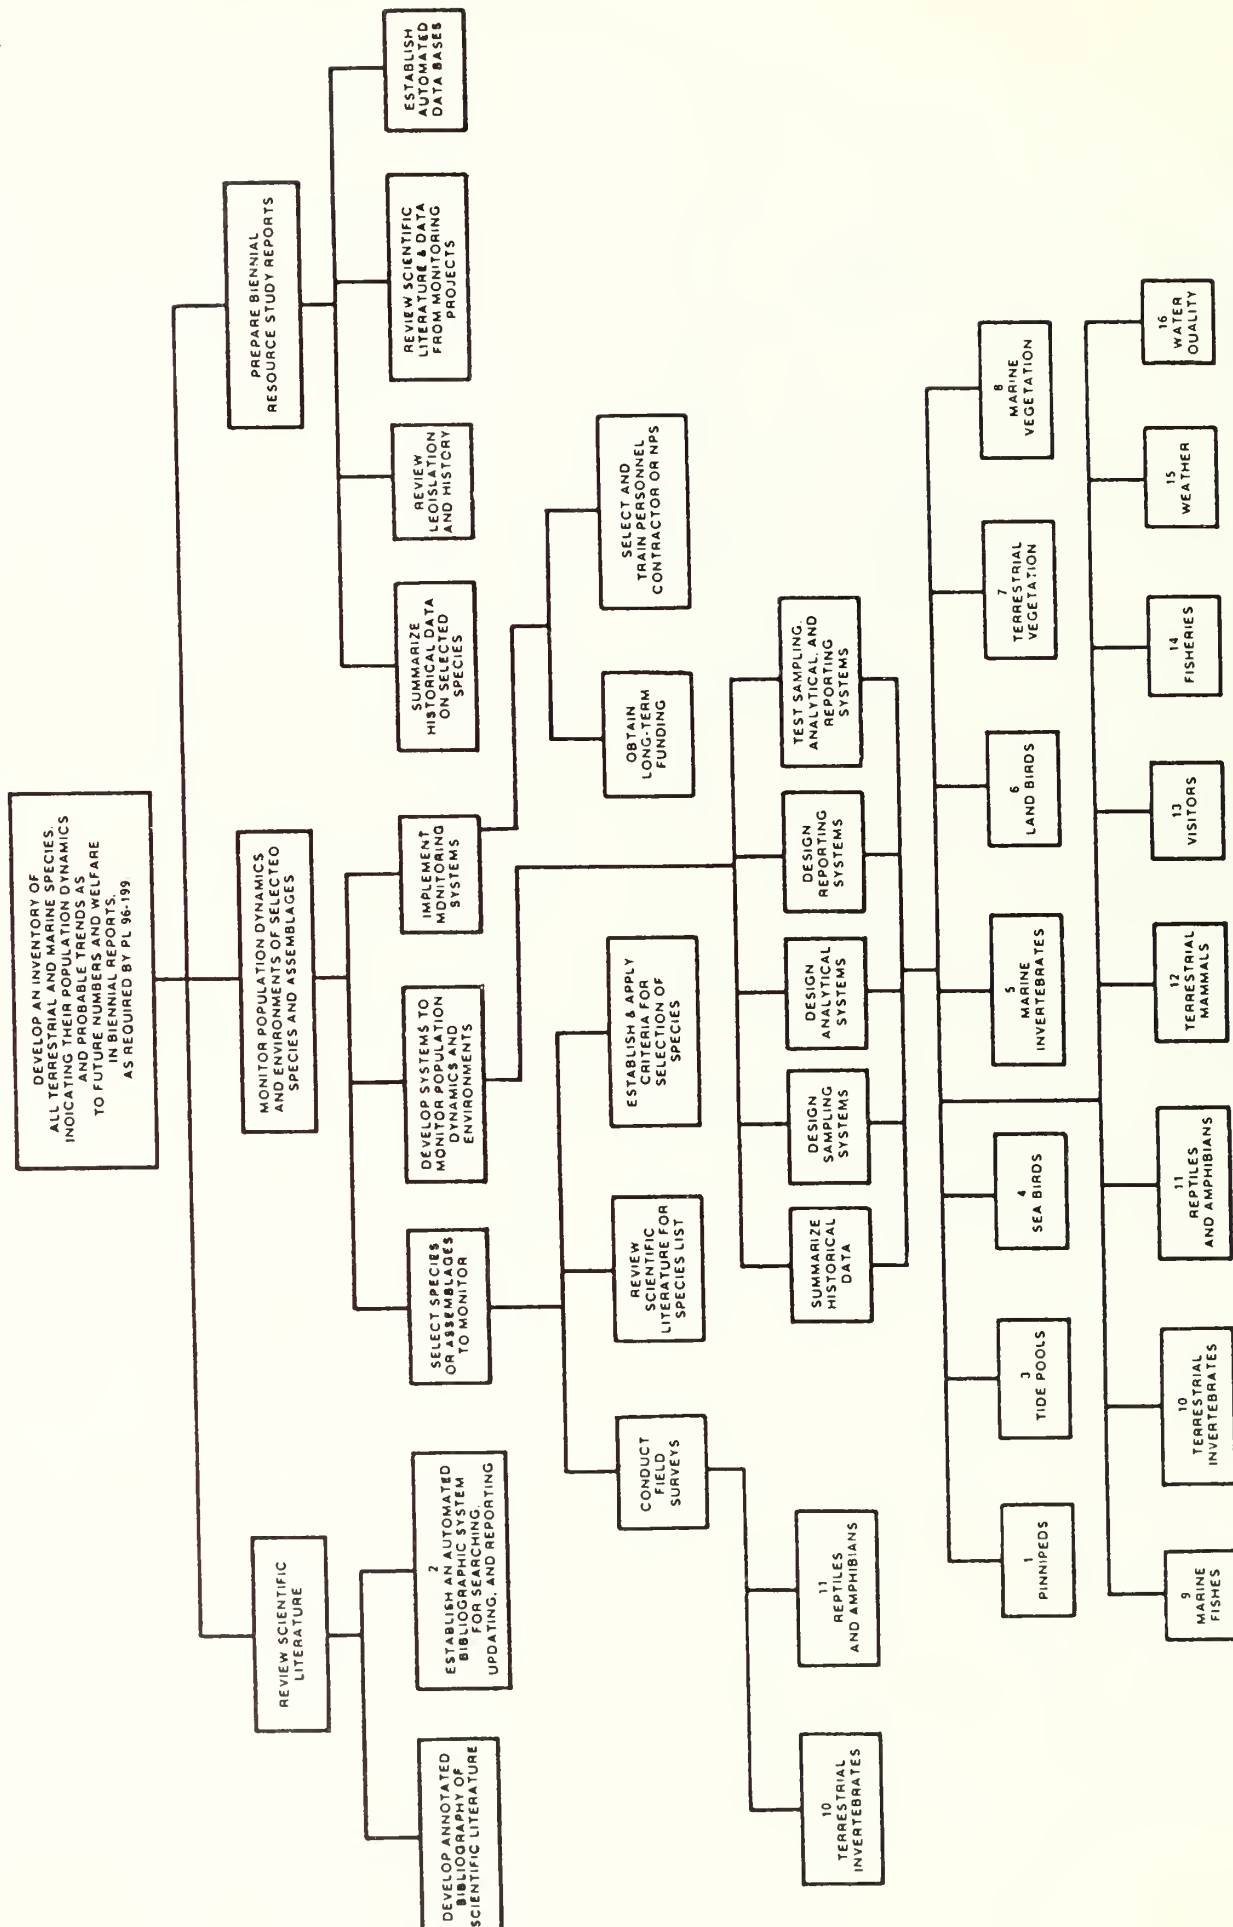 DEVELOP AN INVENTORY OF
ALL TERRESTRIAL AND MARINE SPECIES.
INDICATING THEIR POPULATION DYNAMICS
AND PROBABLE TRENDS AS
TO FUTURE NUMBERS AND WELFARE
IN BIENNIAL REPORTS.
AS REQUIRED BY PL 96-199
REVIEW SCIENTIFIC
LITERATURE
MONITOR POPULATION DYNAMICS
AND ENVIRONMENTS OF SELECTED
SPECIES AND ASSEMBLAGES
PREPARE BIENNIAL
RESOURCE STUDY REPORTS
DEVELOP ANNOTATED
BIBLIOGRAPHY OF
SCIENTIFIC LITERATURE
2
ESTABLISH AN AUTOMATED
BIBLIOGRAPHIC SYSTEM
FOR SEARCHING.
UPDATING, AND REPORTING
SELECT SPECIES
OR ASSEMBLAGES
TO MONITOR
DEVELOP SYSTEMS TO
MONITOR POPULATION
DYNAMICS AND
ENVIRONMENTS
IMPLEMENT
MONITORING
SYSTEMS
SUMMARIZE
HISTORICAL DATA
ON SELECTED
SPECIES
REVIEW
LEGISLATION
AND HISTORY
REVIEW SCIENTIFIC
LITERATURE & DATA
FROM MONITORING
PROJECTS
ESTABLISH
AUTOMATED
DATA BASES
CONDUCT
FIELD
SURVEYS
REVIEW
SCIENTIFIC
LITERATURE FOR
SPECIES LIST
ESTABLISH & APPLY
CRITERIA FOR
SELECTION OF
SPECIES
OBTAIN
LONG-TERM
FUNDING
SELECT AND
TRAIN PERSONNEL
CONTRACTOR OR NPS
10
TERRESTRIAL
INVERTEBRATES
11
REPTILES
AND AMPHIBIANS
SUMMARIZE
HISTORICAL
DATA
DESIGN
SAMPLING
SYSTEMS
DESIGN
ANALYTICAL
SYSTEMS
DESIGN
REPORTING
SYSTEMS
TEST SAMPLING.
ANALYTICAL, AND
REPORTING
SYSTEMS
1
PINNIPEDS
3
TIDE POOLS
4
SEA BIRDS
5
MARINE
INVERTEBRATES
6
LAND BIRDS
7
TERRESTRIAL
VEGETATION
8
MARINE
VEGETATION
9
MARINE
FISHES
10
TERRESTRIAL
INVERTEBRATES
11
REPTILES
AND AMPHIBIANS
12
TERRESTRIAL
MAMMALS
13
VISITORS
14
FISHERIES
15
WEATHER
16
WATER
QUALITY